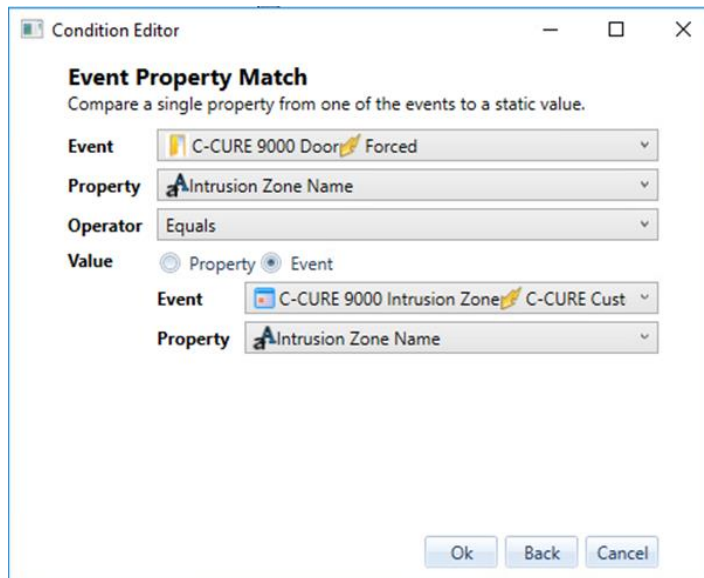 Condition Editor
Event Property Match
Compare a single property from one of the events to a static value.
Event C-CURE 9000 Door Forced
Property aAIntrusion Zone Name
Operator Equals
Value Property Event
Event C-CURE 9000 Intrusion Zone C-CURE Cust
Property aAIntrusion Zone Name
Ok Back Cancel